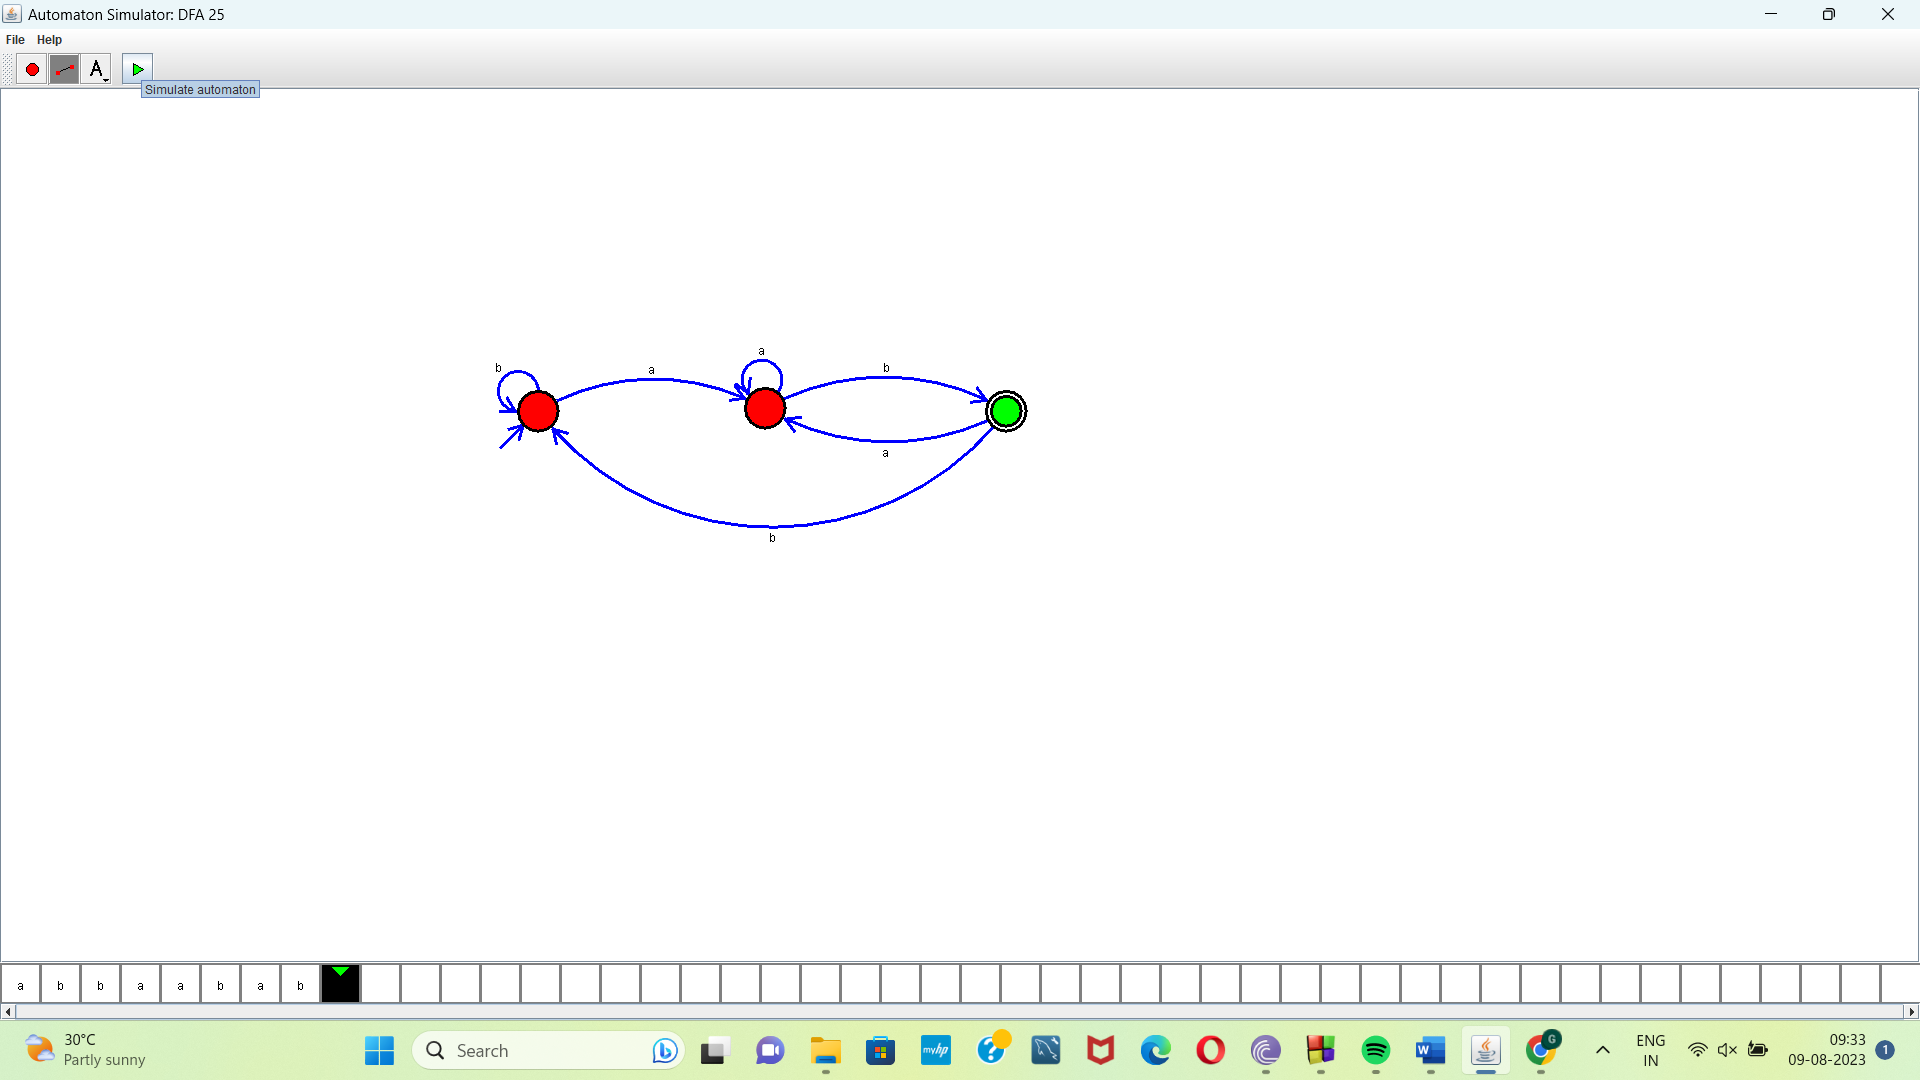 Automaton Simulator: DFA 25
File Help
A
Simulate automaton
b
a
a
b
a
b
a b b a a b a b
30°C
Partly sunny
Search
myhp
?
W
G
ENG
IN
09:33
09-08-2023
1